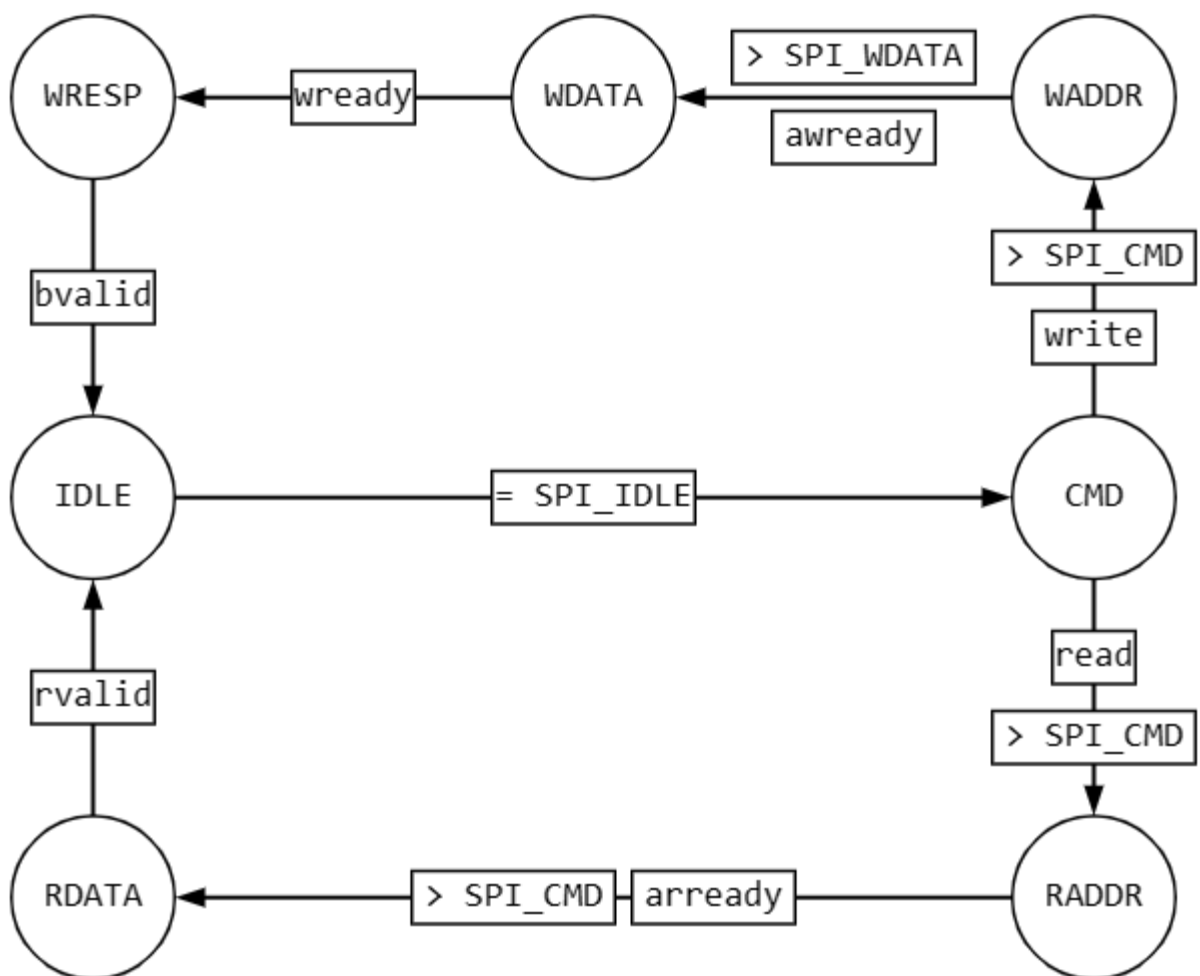 WRESP
wready
WDATA
> SPI_WDATA
awready
WADDR
bvalid
> SPI_CMD
write
IDLE
= SPI_IDLE
CMD
rvalid
read
> SPI_CMD
RDATA
> SPI_CMD
arready
RADDR